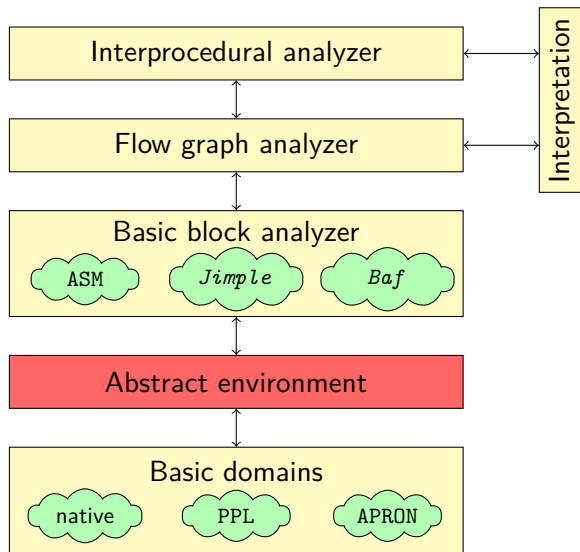 Interprocedural analyzer
Interpretation
Flow graph analyzer
Basic block analyzer
ASM Jimple Baf
Abstract environment
Basic domains
native PPL APRON